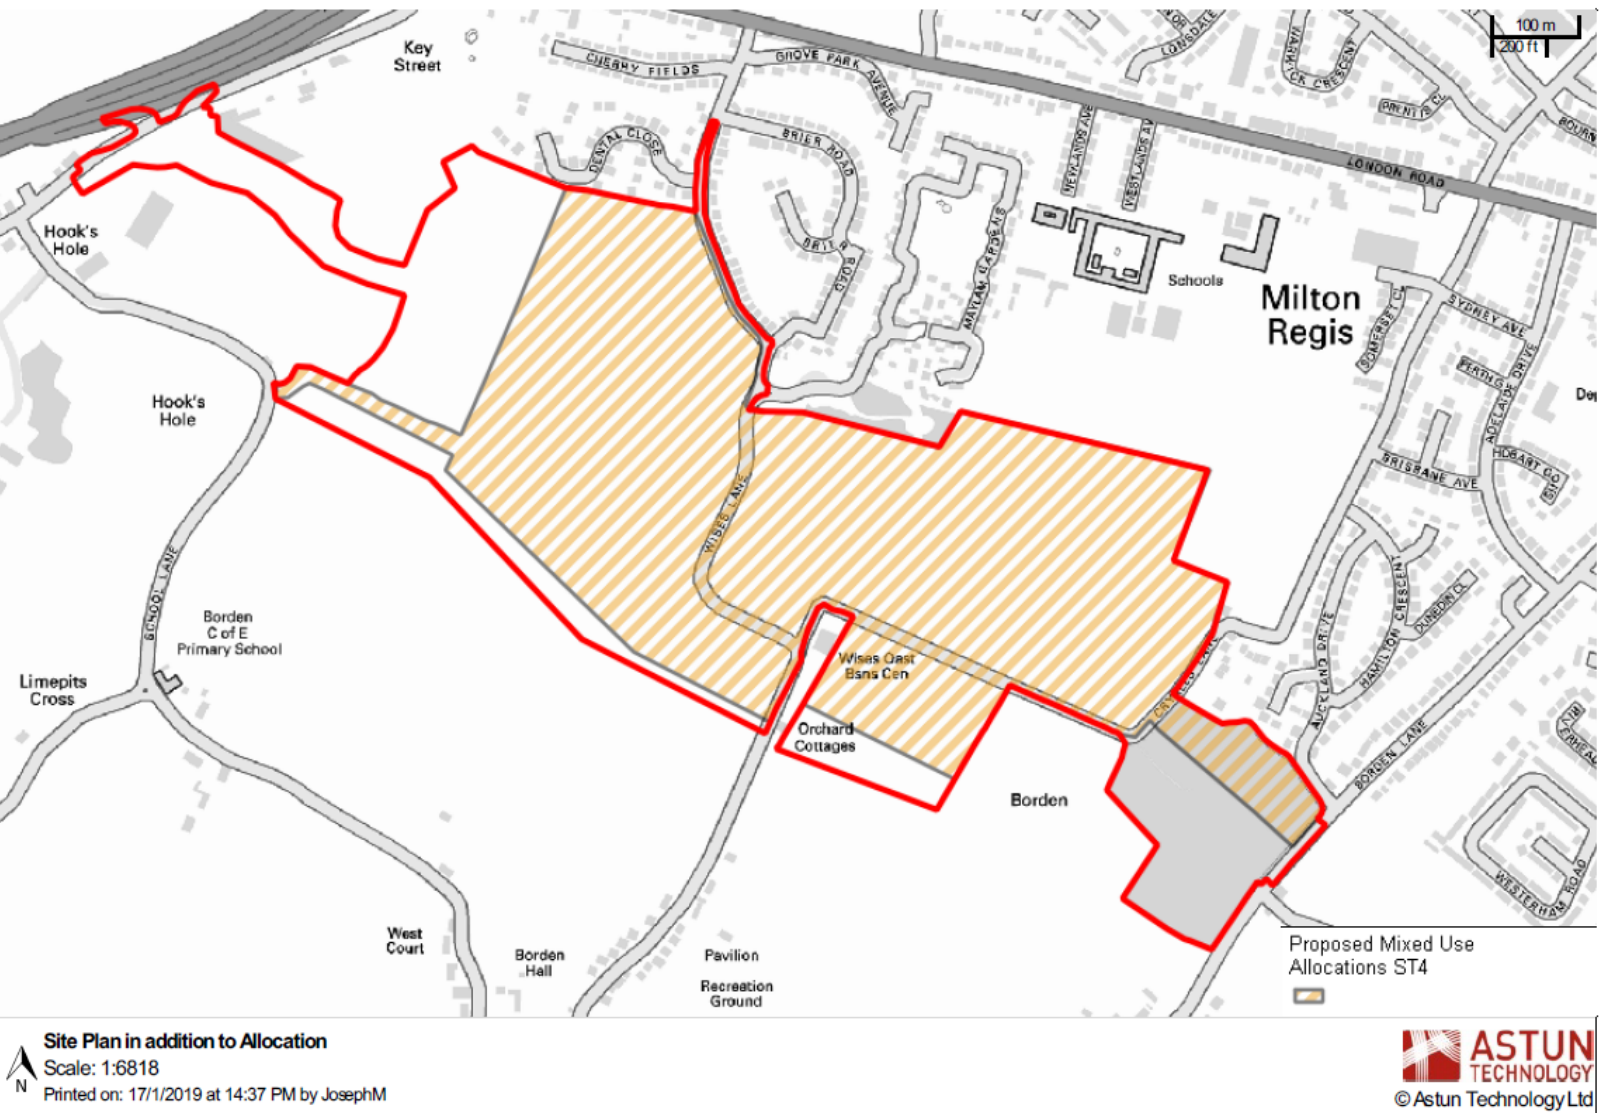 100 m
200 ft
Key
Street
CHERRY FIELDS
GROVE PARK AVENUE
LONSDALE
WARWICK CRESCENT
PRENTIS CL
BOURN
DENTAL CLOSE
BRIER ROAD
NEWLANDS AVE
WESTLANDS AV
LONDON ROAD
Hook's
Hole
BRIER ROAD
MAYLAM GARDENS
Schools
Milton
Regis
SOMERSET CL
SYDNEY AVE
PERTH G
ADELAIDE DRIVE
Hook's
Hole
BRISBANE AVE
HOBART
WISES LANE
SCHOOL LANE
Borden
C of E
Primary School
Limepits
Cross
Wises Oast
Bsns Cen
Orchard
Cottages
AUCKLAND DRIVE
HAMILTON CRESCENT
DUNEDIN CL
BORDEN LANE
Borden
WESTERHAM ROAD
West
Court
Borden
Hall
Pavilion
Recreation
Ground
Proposed Mixed Use
Allocations ST4
Site Plan in addition to Allocation
Scale: 1:6818
Printed on: 17/1/2019 at 14:37 PM by JosephM
N
ASTUN
TECHNOLOGY
© Astun Technology Ltd